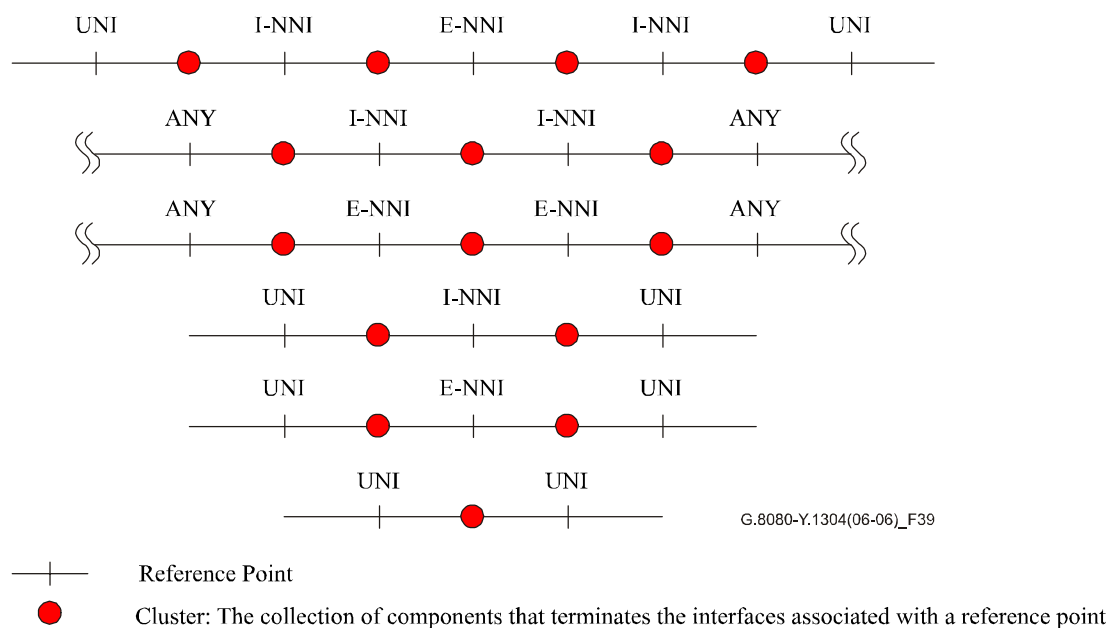 UNI I-NNI E-NNI I-NNI UNI
ANY I-NNI I-NNI ANY
ANY E-NNI E-NNI ANY
UNI I-NNI UNI
UNI E-NNI UNI
UNI UNI
G.8080-Y.1304(06-06)_F39
Reference Point
Cluster: The collection of components that terminates the interfaces associated with a reference point